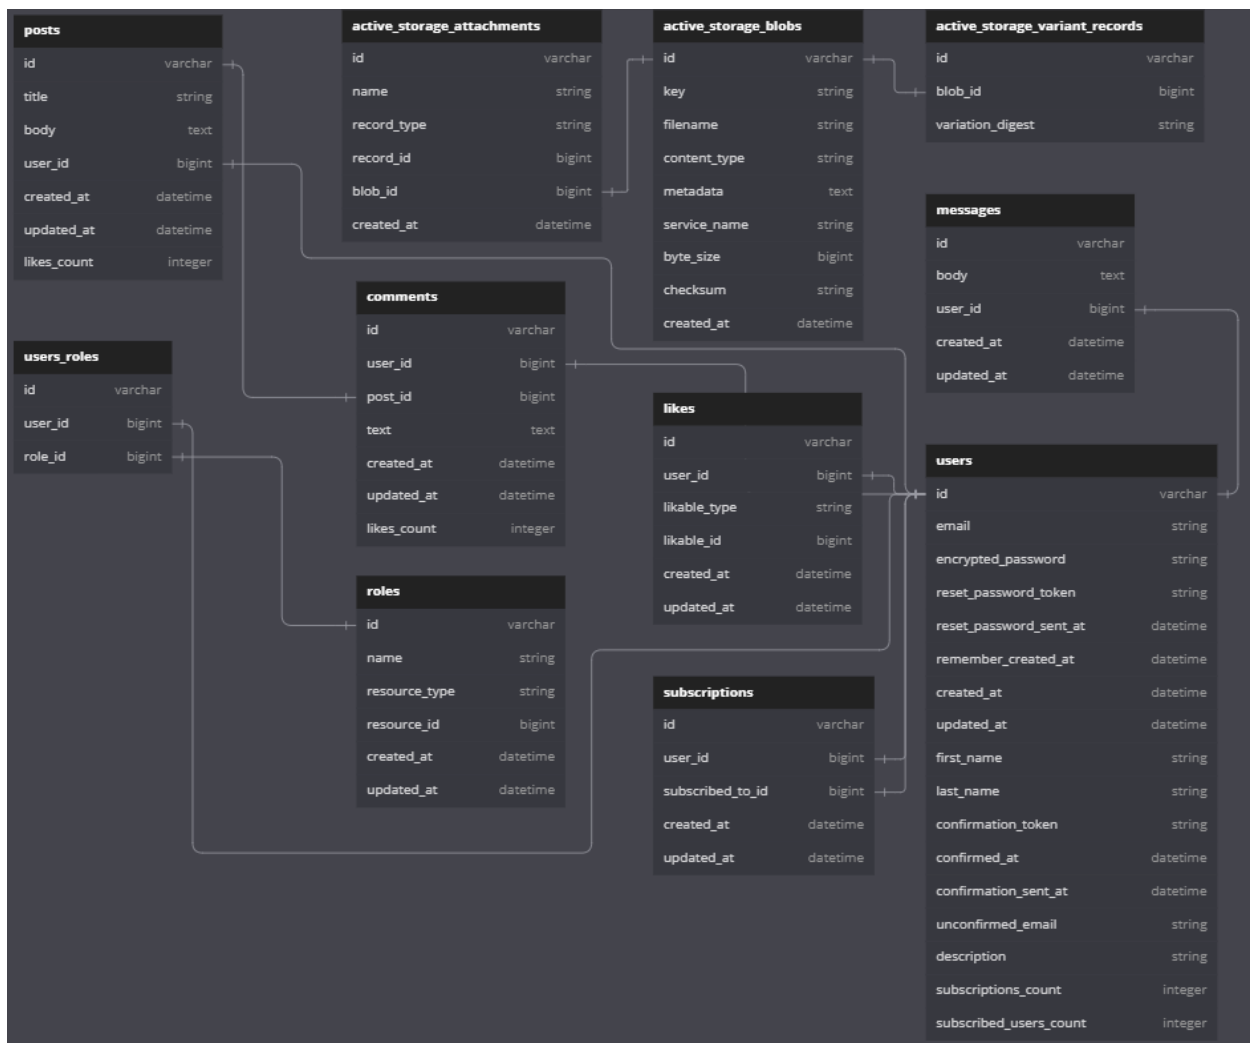 posts
id varchar
title string
body text
user_id bigint
created_at datetime
updated_at datetime
likes_count integer
active_storage_attachments
id varchar
name string
record_type string
record_id bigint
blob_id bigint
created_at datetime
active_storage_blobs
id varchar
key string
filename string
content_type string
metadata text
service_name string
byte_size bigint
checksum string
created_at datetime
active_storage_variant_records
id varchar
blob_id bigint
variation_digest string
messages
id varchar
body text
user_id bigint
created_at datetime
updated_at datetime
comments
id varchar
user_id bigint
post_id bigint
text text
created_at datetime
updated_at datetime
likes_count integer
users_roles
id varchar
user_id bigint
role_id bigint
likes
id varchar
user_id bigint
likable_type string
likable_id bigint
created_at datetime
updated_at datetime
users
id varchar
email string
encrypted_password string
reset_password_token string
reset_password_sent_at datetime
remember_created_at datetime
created_at datetime
updated_at datetime
first_name string
last_name string
confirmation_token string
confirmed_at datetime
confirmation_sent_at datetime
unconfirmed_email string
description string
subscriptions_count integer
subscribed_users_count integer
roles
id varchar
name string
resource_type string
resource_id bigint
created_at datetime
updated_at datetime
subscriptions
id varchar
user_id bigint
subscribed_to_id bigint
created_at datetime
updated_at datetime